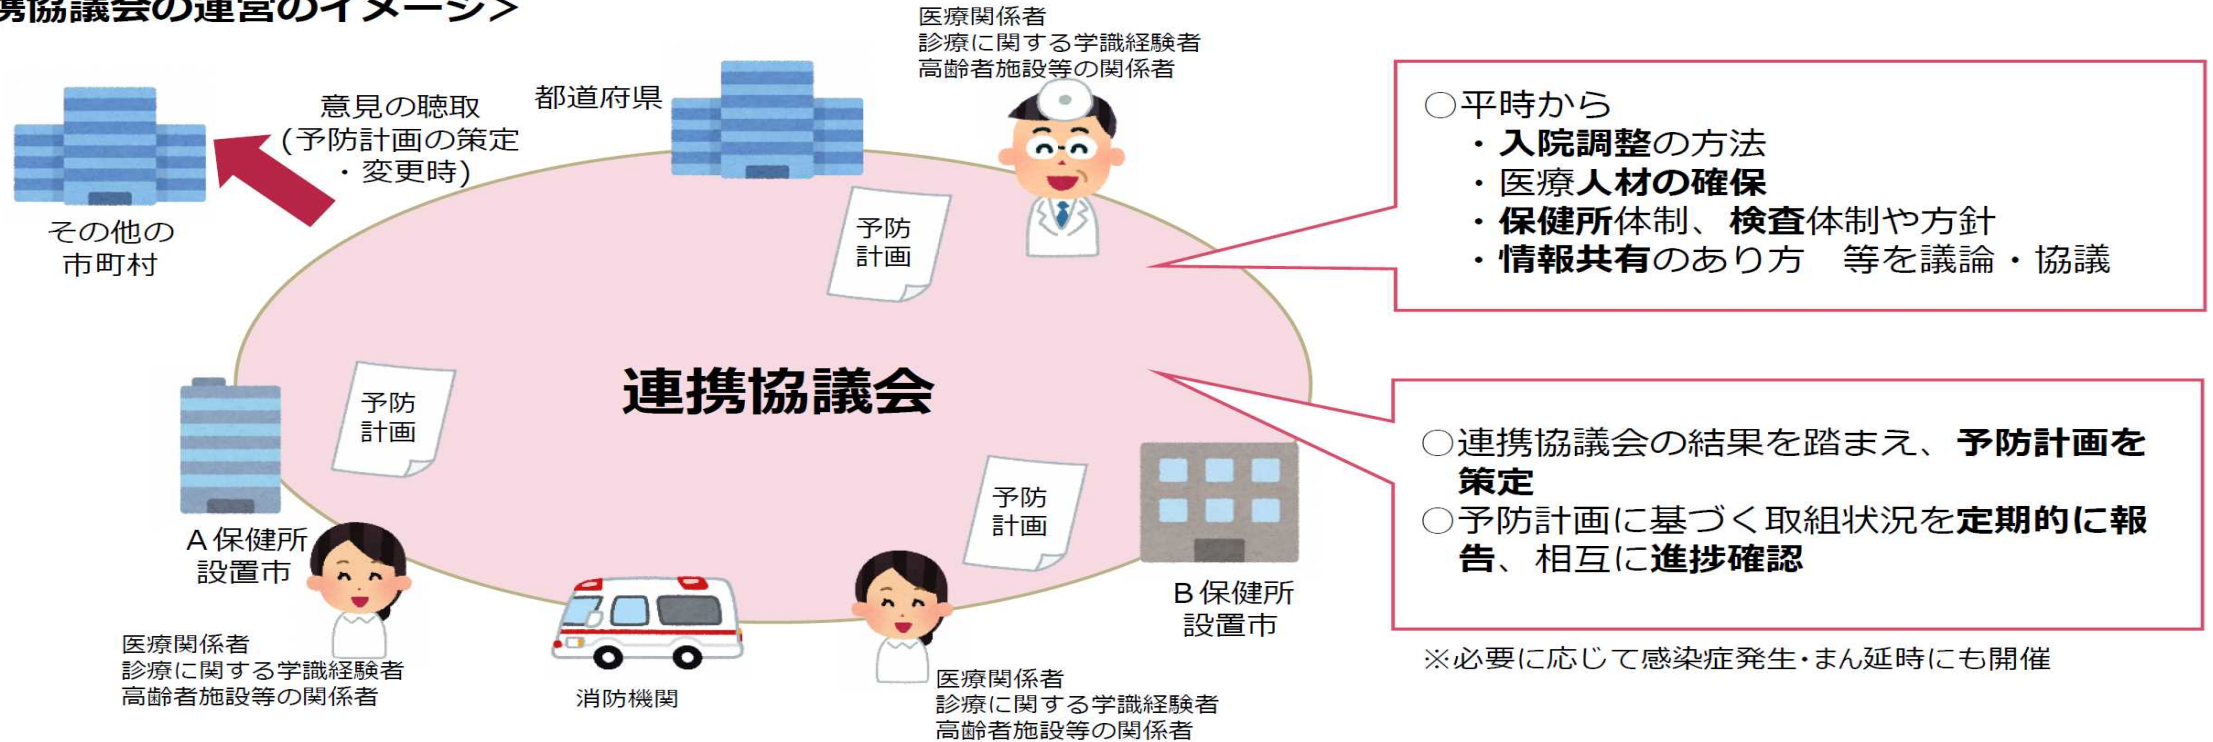 携協議会の運営のイメージ>
医療関係者
診療に関する学識経験者
高齢者施設等の関係者
都道府県
意見の聴取
(予防計画の策定
・変更時)
その他の
市町村
予防
計画
○平時から
・入院調整の方法
・医療人材の確保
・保健所体制、検査体制や方針
・情報共有のあり方　等を議論・協議
連携協議会
予防
計画
予防
計画
○連携協議会の結果を踏まえ、予防計画を
策定
○予防計画に基づく取組状況を定期的に報
告、相互に進捗確認
A保健所
設置市
B保健所
設置市
医療関係者
診療に関する学識経験者
高齢者施設等の関係者
消防機関
医療関係者
診療に関する学識経験者
高齢者施設等の関係者
※必要に応じて感染症発生・まん延時にも開催